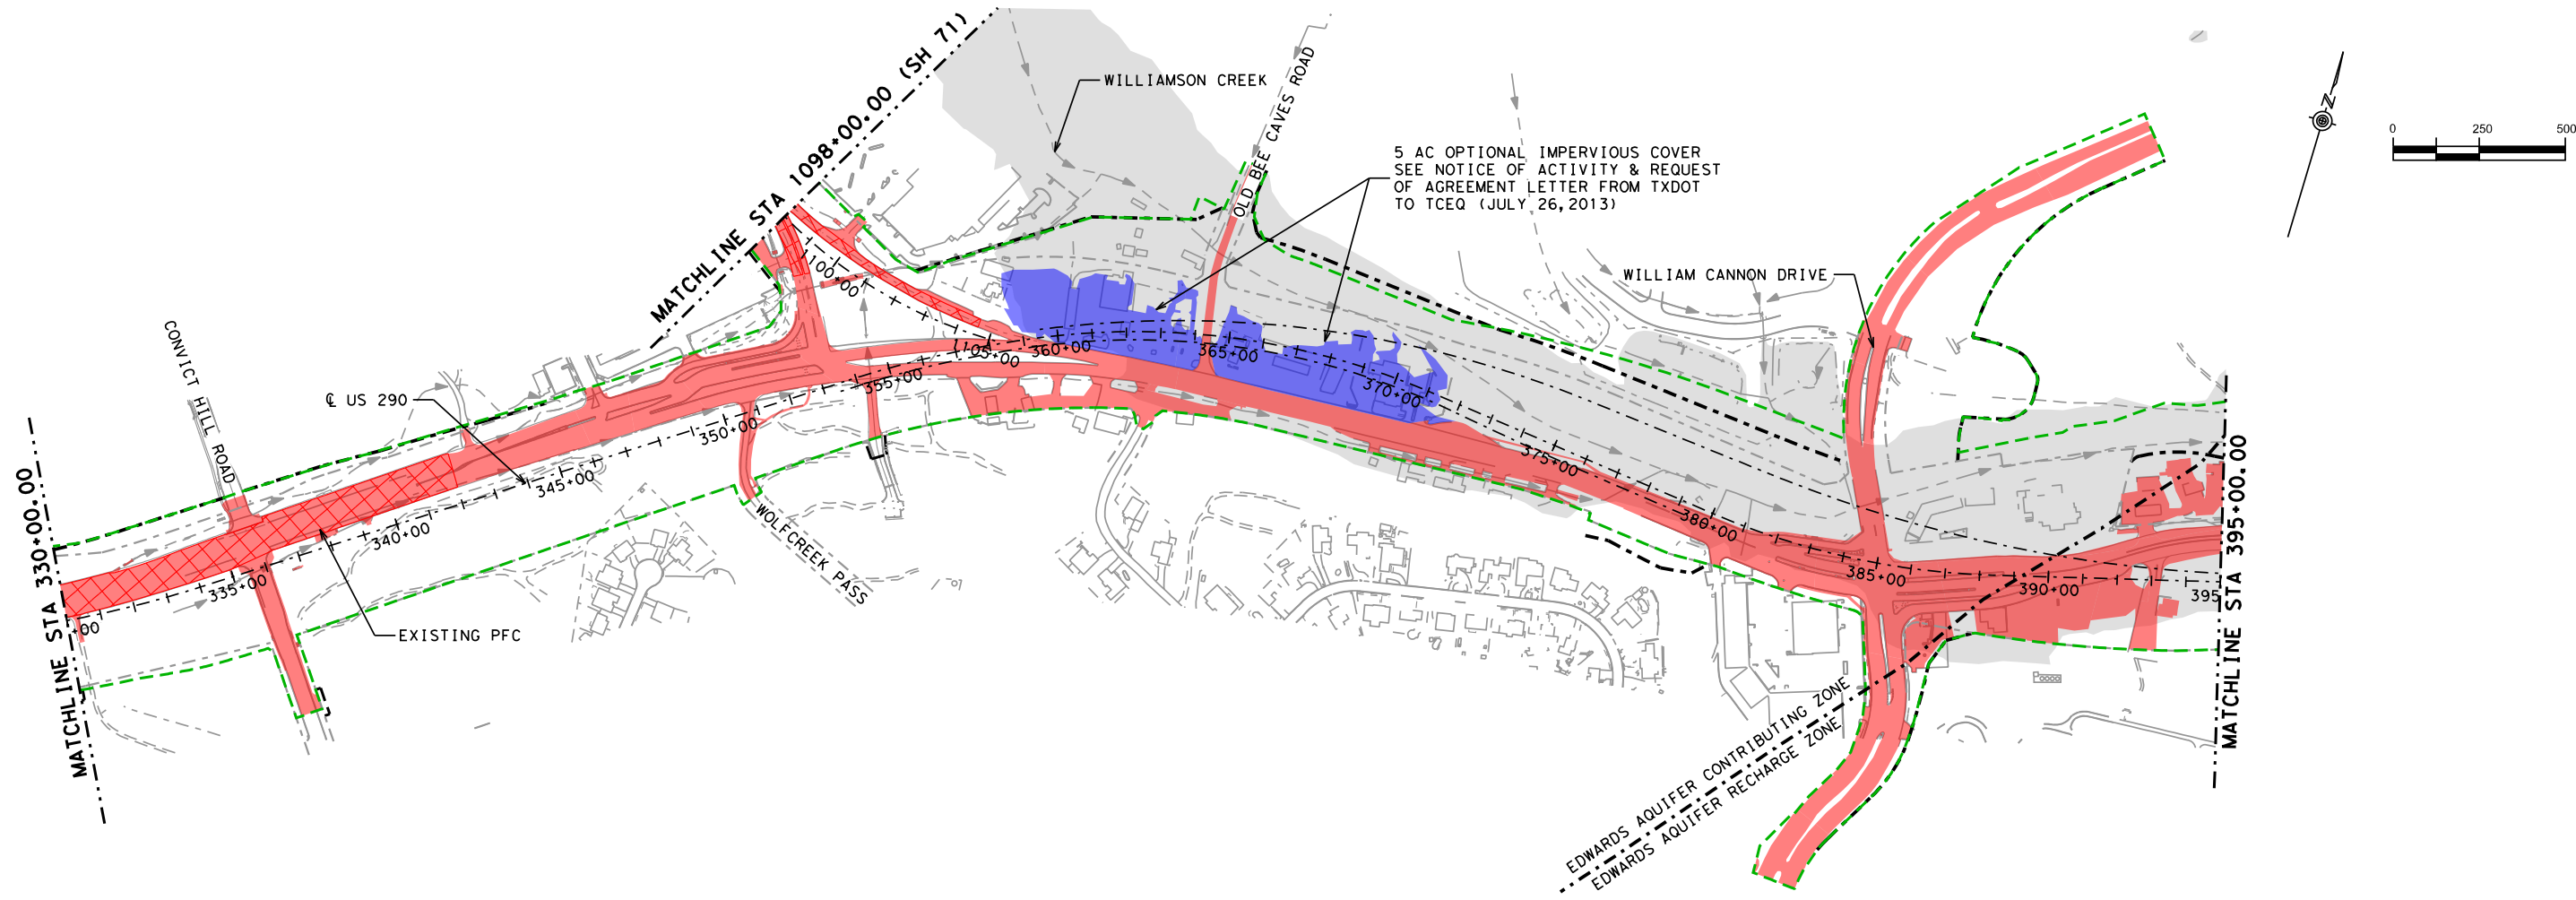 MATCHLINE STA 1098+00.00 (SH 71)
WILLIAMSON CREEK
OLD BEE CAVES ROAD
5 AC OPTIONAL IMPERVIOUS COVER
SEE NOTICE OF ACTIVITY & REQUEST
OF AGREEMENT LETTER FROM TXDOT
TO TCEQ (JULY 26,2013)
N
0 250 500
WILLIAM CANNON DRIVE
CONVICT HILL ROAD
℄ US 290
1100+00
1105+00
360+00
365+00
370+00
355+00
350+00
345+00
340+00
335+00
+00
375+00
380+00
385+00
390+00
395
WOLFCREEK PASS
EXISTING PFC
MATCHLINE STA 330+00.00
MATCHLINE STA 395+00.00
EDWARDS AQUIFER CONTRIBUTING ZONE
EDWARDS AQUIFER RECHARGE ZONE